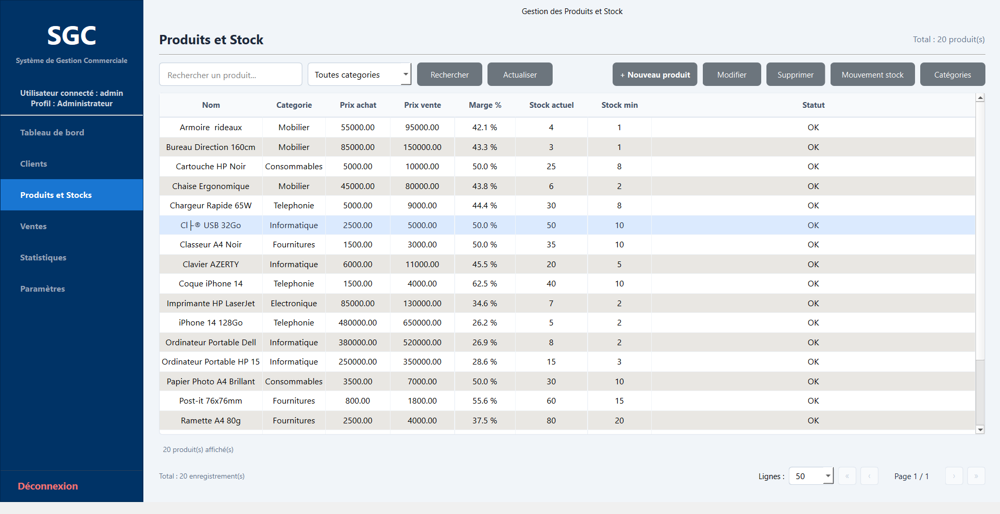 SGC
Système de Gestion Commerciale
Utilisateur connecté : admin
Profil : Administrateur
Tableau de bord
Clients
Produits et Stocks
Ventes
Statistiques
Paramètres
Déconnexion
Gestion des Produits et Stock
Produits et Stock
Total : 20 produit(s)
Rechercher un produit... Toutes categories Rechercher Actualiser + Nouveau produit Modifier Supprimer Mouvement stock Catégories
Nom Categorie Prix achat Prix vente Marge % Stock actuel Stock min Statut
Armoire  rideaux Mobilier 55000.00 95000.00 42.1 % 4 1 OK
Bureau Direction 160cm Mobilier 85000.00 150000.00 43.3 % 3 1 OK
Cartouche HP Noir Consommables 5000.00 10000.00 50.0 % 25 8 OK
Chaise Ergonomique Mobilier 45000.00 80000.00 43.8 % 6 2 OK
Chargeur Rapide 65W Telephonie 5000.00 9000.00 44.4 % 30 8 OK
Cl├® USB 32Go Informatique 2500.00 5000.00 50.0 % 50 10 OK
Classeur A4 Noir Fournitures 1500.00 3000.00 50.0 % 35 10 OK
Clavier AZERTY Informatique 6000.00 11000.00 45.5 % 20 5 OK
Coque iPhone 14 Telephonie 1500.00 4000.00 62.5 % 40 10 OK
Imprimante HP LaserJet Electronique 85000.00 130000.00 34.6 % 7 2 OK
iPhone 14 128Go Telephonie 480000.00 650000.00 26.2 % 5 2 OK
Ordinateur Portable Dell Informatique 380000.00 520000.00 26.9 % 8 2 OK
Ordinateur Portable HP 15 Informatique 250000.00 350000.00 28.6 % 15 3 OK
Papier Photo A4 Brillant Consommables 3500.00 7000.00 50.0 % 30 10 OK
Post-it 76x76mm Fournitures 800.00 1800.00 55.6 % 60 15 OK
Ramette A4 80g Fournitures 2500.00 4000.00 37.5 % 80 20 OK
20 produit(s) affiché(s)
Total : 20 enregistrement(s)
Lignes : 50 « ‹ Page 1 / 1 › »